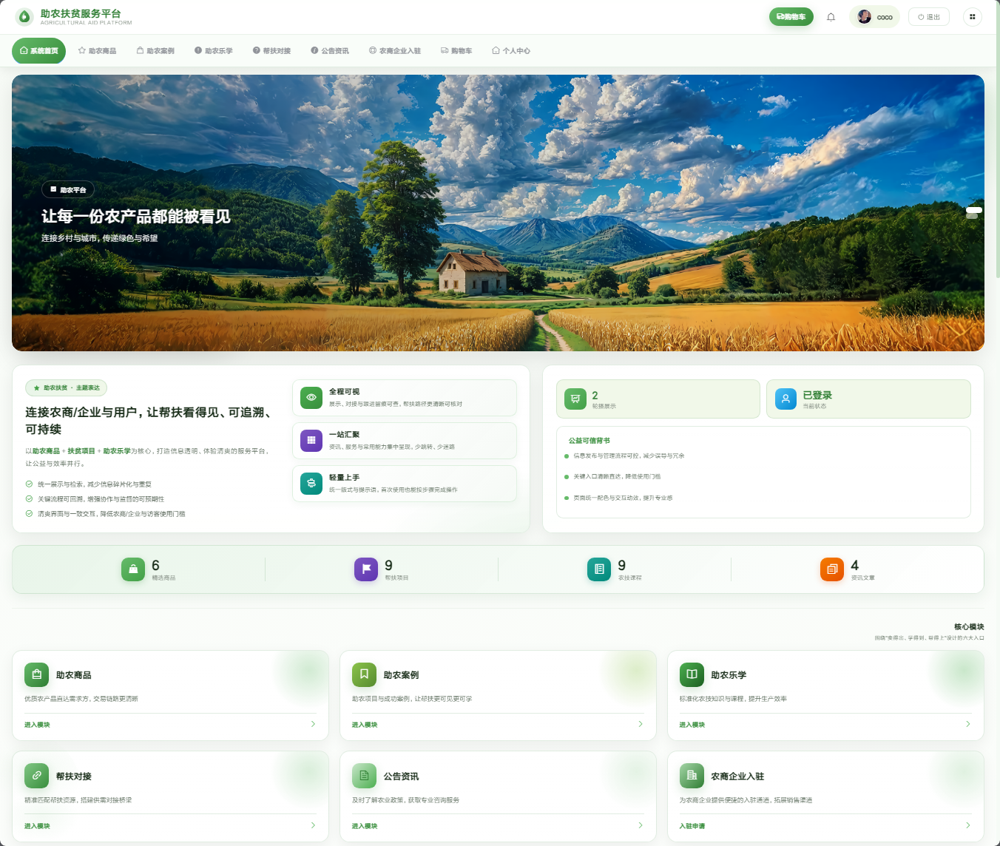 助农扶贫服务平台
AGRICULTURAL AID PLATFORM
购物车
coco
退出
系统首页
助农商品
助农案例
助农乐学
帮扶对接
公告资讯
农商企业入驻
购物车
个人中心
助农平台
让每一份农产品都能被看见
连接乡村与城市，传递绿色与希望
助农扶贫 · 主题表达
连接农商/企业与用户，让帮扶看得见、可追溯、
可持续
以助农商品 + 扶贫项目 + 助农乐学为核心，打造信息透明、体验清爽的服务平台，
让公益与效率并行。
统一展示与检索，减少信息碎片化与重复
关键流程可回溯，增强协作与监督的可预期性
清爽界面与一致交互，降低农商/企业与访客使用门槛
全程可视
展示、对接与跟进留痕可查，帮扶路径更清晰可核对
一站汇聚
资讯、服务与常用能力集中呈现，少跳转、少迷路
轻量上手
统一版式与提示语，首次使用也能按步骤完成操作
2
轮播展示
已登录
当前状态
公益可信背书
信息发布与管理流程可控，减少误导与冗余
关键入口清晰直达，降低使用门槛
页面统一配色与交互动效，提升专业感
6
精选商品
9
帮扶项目
9
农技课程
4
资讯文章
核心模块
围绕“卖得出、学得到、帮得上”设计的六大入口
助农商品
优质农产品直达需求方，交易链路更清晰
进入模块
助农案例
助农项目与成功案例，让帮扶更可见更可学
进入模块
助农乐学
标准化农技知识与课程，提升生产效率
进入模块
帮扶对接
精准匹配帮扶资源，搭建供需对接桥梁
进入模块
公告资讯
及时了解农业政策，获取专业咨询服务
进入模块
农商企业入驻
为农商企业提供便捷的入驻通道，拓展销售渠道
入驻申请